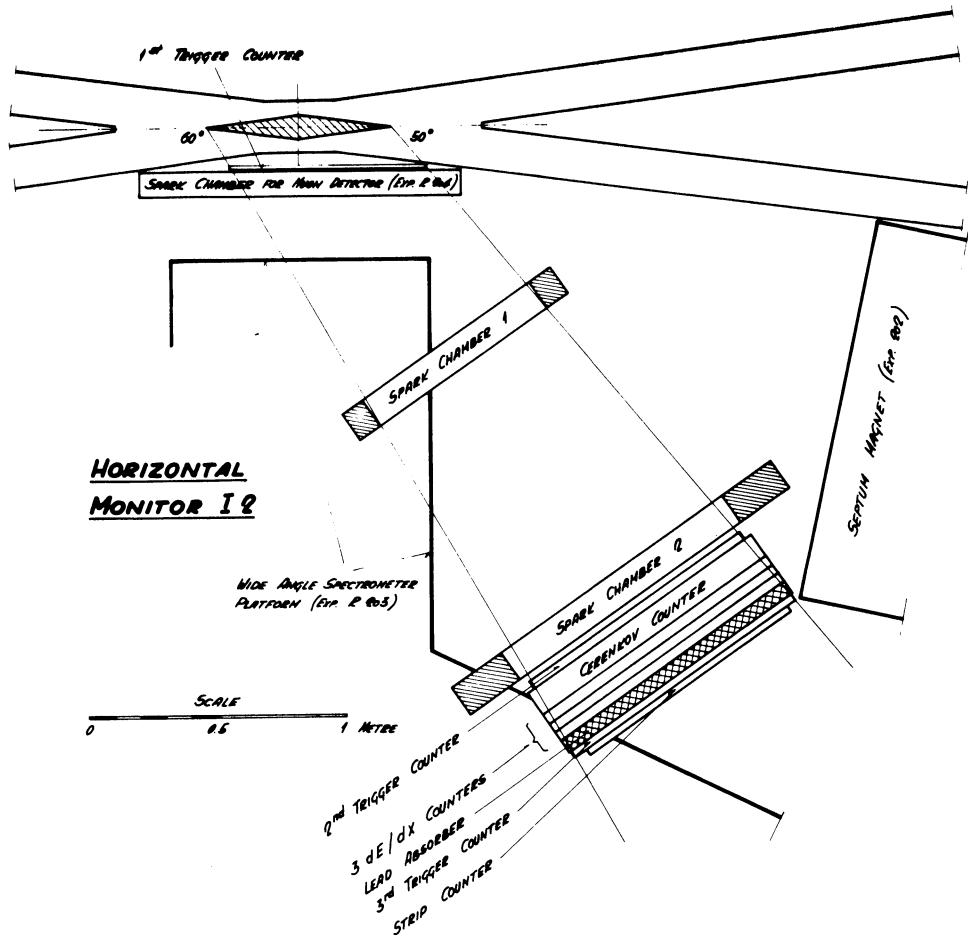 1st TRIGGER COUNTER
60°
50°
SPARK CHAMBER FOR MUON DETECTOR (EXP. R 804)
SPARK CHAMBER 1
SEPTUM MAGNET (EXP. 802)
HORIZONTAL
MONITOR I 2
WIDE ANGLE SPECTROMETER
PLATFORM (EXP. R 803)
SPARK CHAMBER 2
CERENKOV COUNTER
SCALE
0 0.5 1 METRE
2nd TRIGGER COUNTER
3 dE/dX COUNTERS
LEAD ABSORBER
3rd TRIGGER COUNTER
STRIP COUNTER